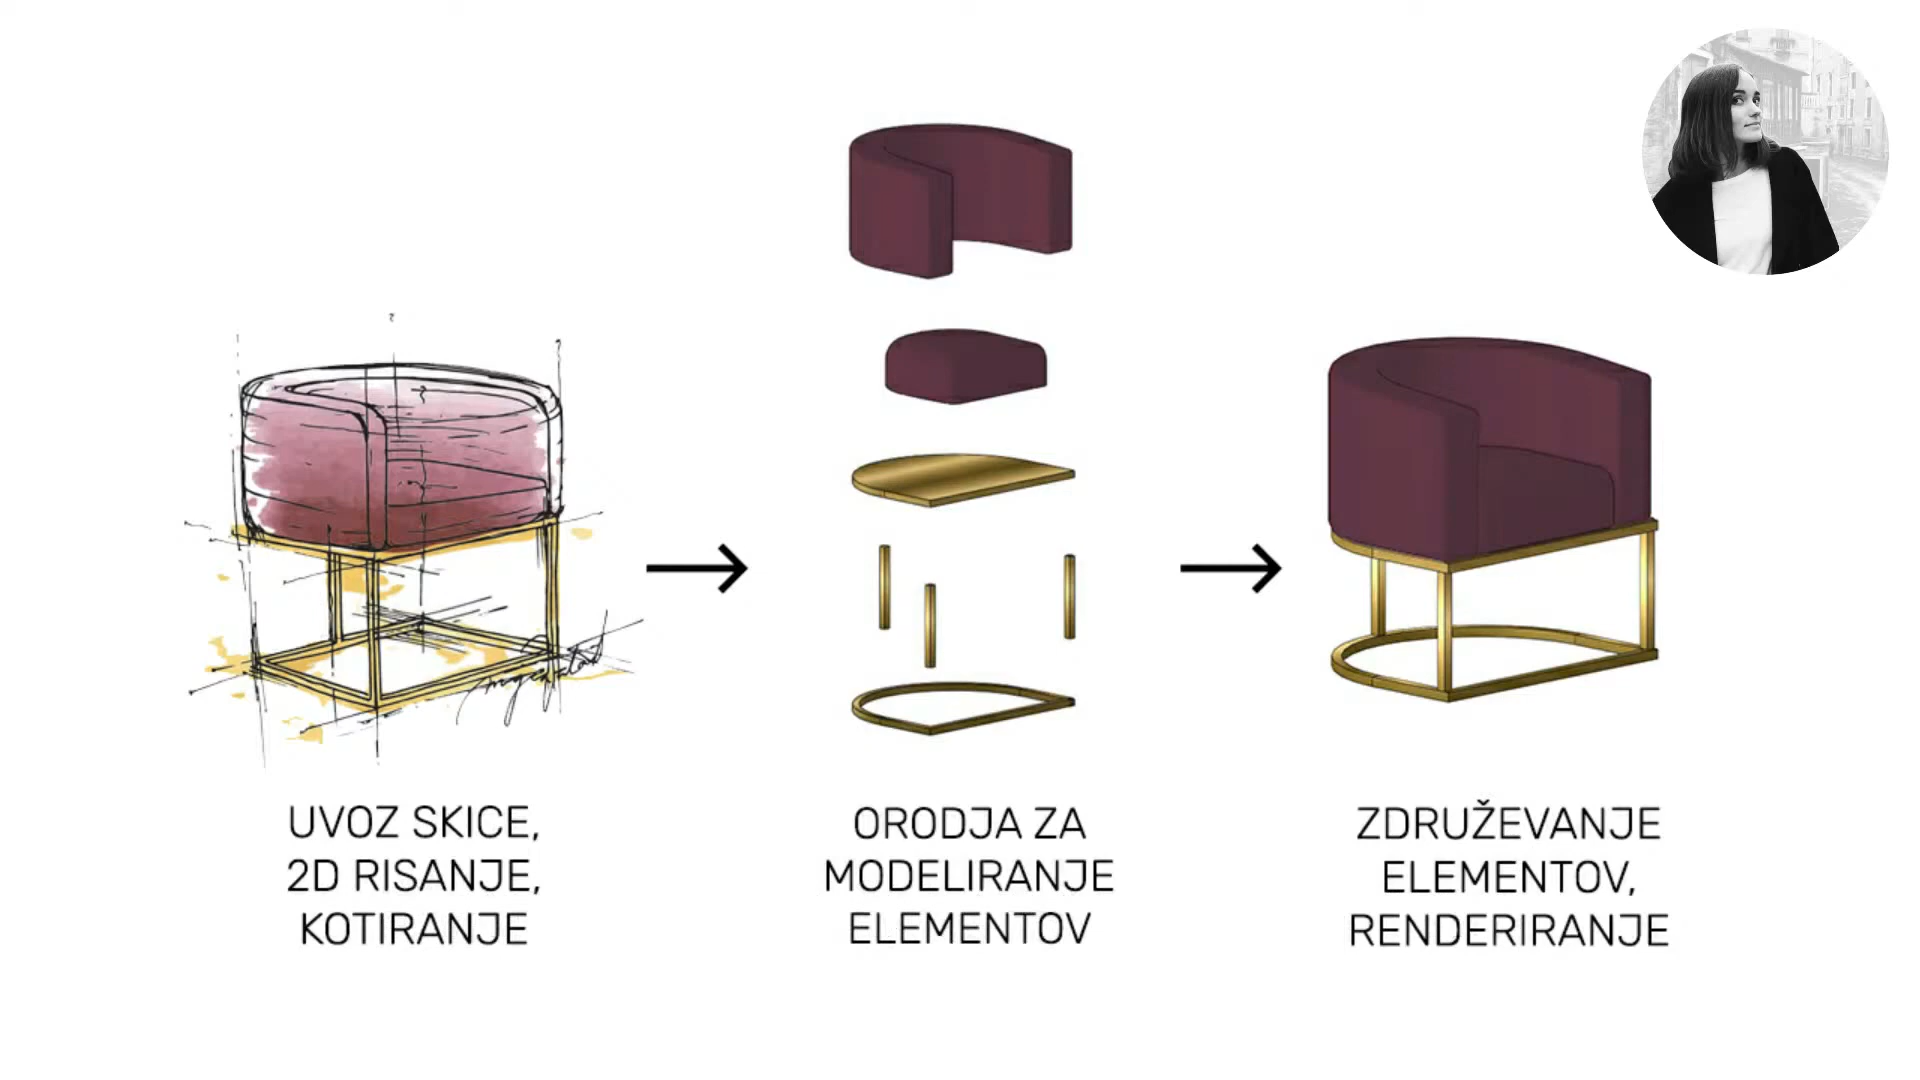 UVOZ SKICE,
2D RISANJE,
KOTIRANJE
ORODJA ZA
MODELIRANJE
ELEMENTOV
ZDRUŽEVANJE
ELEMENTOV,
RENDERIRANJE